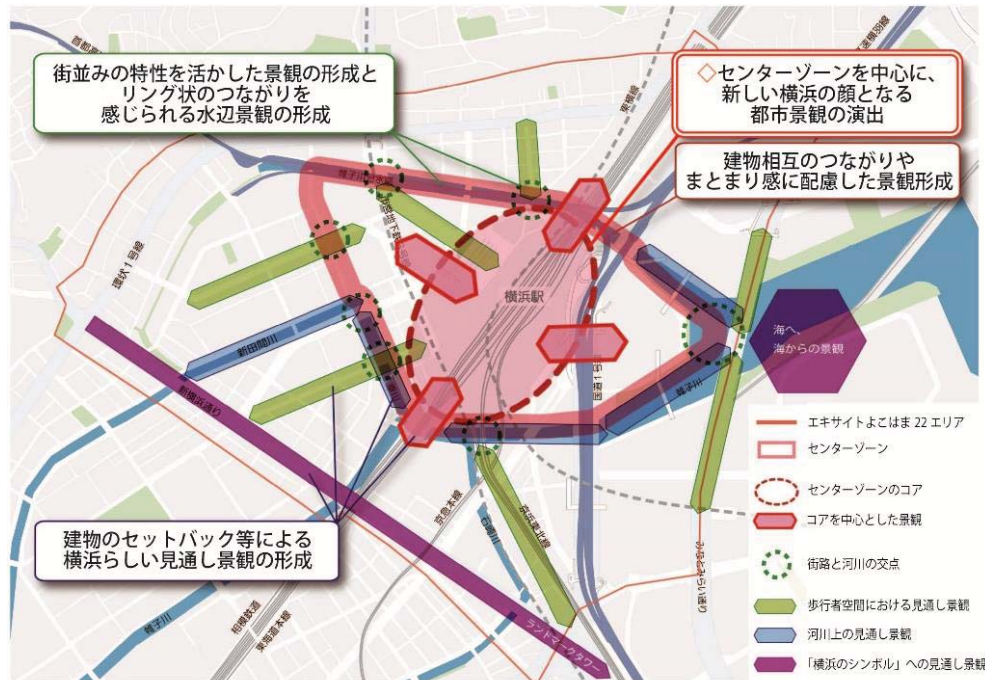 街並みの特性を活かした景観の形成と
リング状のつながりを
感じられる水辺景観の形成
◇センターゾーンを中心に、
新しい横浜の顔となる
都市景観の演出
建物相互のつながりや
まとまり感に配慮した景観形成
東横線
環状1号線
横浜駅
新田間川
新横浜通り
国道1号
幸子川
海へ、
海からの景観
建物のセットバック等による
横浜らしい見通し景観の形成
京急本線
石崎川
京浜東北線
みなとみらい通り
相模鉄道
東海道本線
ランドマークタワー
エキサイトよこはま 22 エリア
センターゾーン
センターゾーンのコア
コアを中心とした景観
街路と河川の交点
歩行者空間における見通し景観
河川上の見通し景観
「横浜のシンボル」への見通し景観